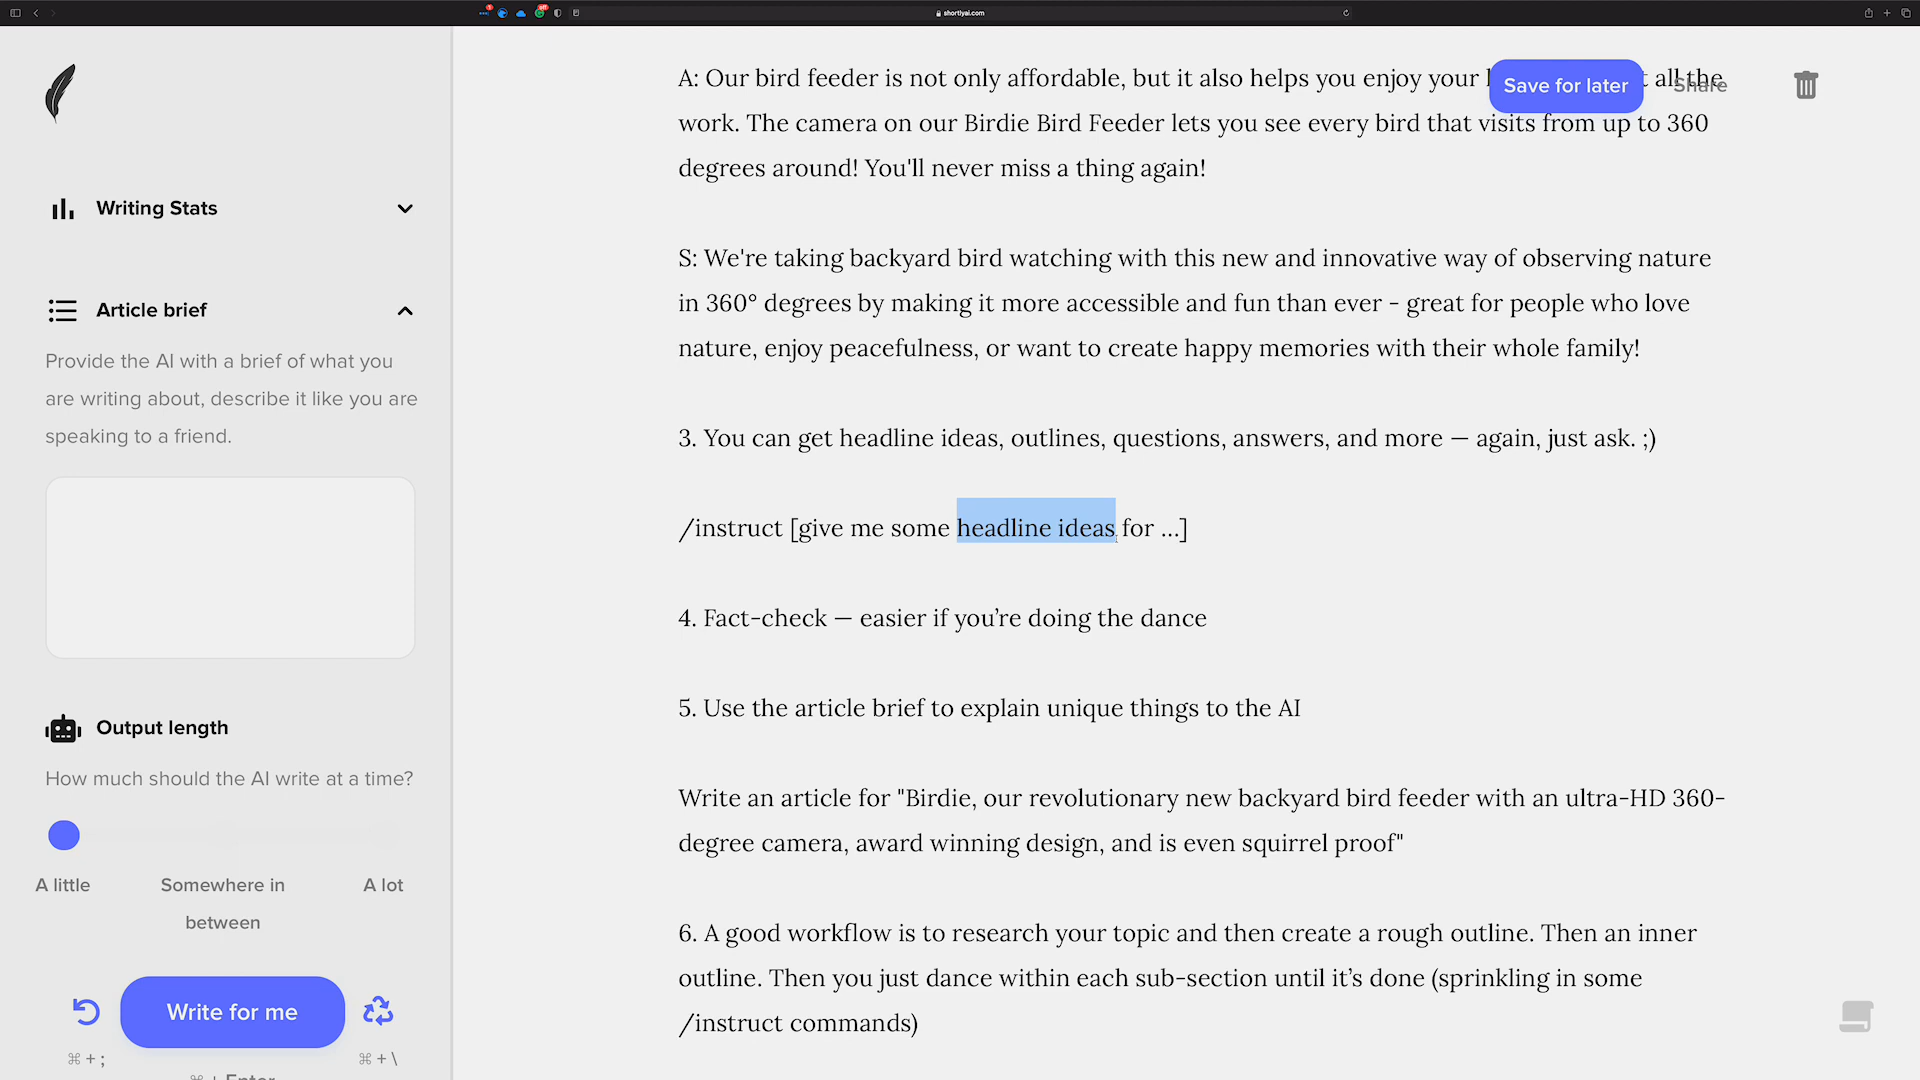 shortlyai.com
A: Our bird feeder is not only affordable, but it also helps you enjoy your
all the
Save for later
Share
work. The camera on our Birdie Bird Feeder lets you see every bird that visits from up to 360
degrees around! You'll never miss a thing again!
Writing Stats
S: We're taking backyard bird watching with this new and innovative way of observing nature
in 360° degrees by making it more accessible and fun than ever - great for people who love
nature, enjoy peacefulness, or want to create happy memories with their whole family!
Article brief
Provide the AI with a brief of what you
are writing about, describe it like you are
speaking to a friend.
3. You can get headline ideas, outlines, questions, answers, and more — again, just ask. ;)
/instruct [give me some headline ideas for ...]
4. Fact-check — easier if you’re doing the dance
5. Use the article brief to explain unique things to the AI
Output length
How much should the AI write at a time?
A little
Somewhere in
between
A lot
Write an article for "Birdie, our revolutionary new backyard bird feeder with an ultra-HD 360-
degree camera, award winning design, and is even squirrel proof"
6. A good workflow is to research your topic and then create a rough outline. Then an inner
outline. Then you just dance within each sub-section until it’s done (sprinkling in some
/instruct commands)
Write for me
⌘ + ;
⌘ + \
⌘ + Enter